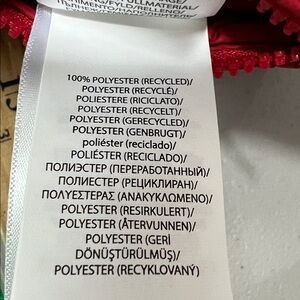 100% POLYESTER (RECYCLED)/
POLYESTER (RECYCLÉ)/
POLIESTERE (RICICLATO)/
POLYESTER (RECYCELT)/
POLYESTER (GERECYCLED)/
POLYESTER (GENBRUGT)/
poliéster (reciclado)/
POLIÉSTER (RECICLADO)/
ПОЛИЭСТЕР (ПЕРЕРАБОТАННЫЙ)/
ПОЛИЕСТЕР (РЕЦИКЛИРАН)/
ΠΟΛΥΕΣΤΕΡΑΣ (ΑΝΑΚΥΚΛΩΜΕΝΟ)/
POLYESTER (RESIRKULERT)/
POLYESTER (ÅTERVUNNEN)/
POLYESTER (GERİ
DÖNÜŞTÜRÜLMÜŞ)/
POLYESTER (RECYKLOVANÝ)